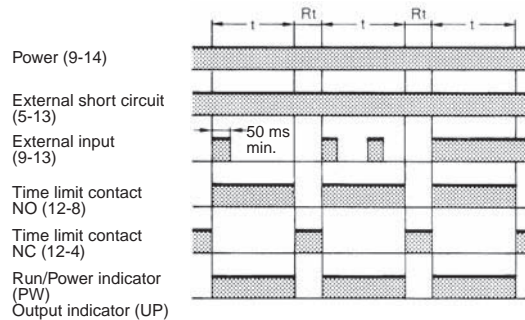 t Rt t Rt t
Power (9-14)
External short circuit
(5-13)
External input
(9-13)
50 ms
min.
Time limit contact
NO (12-8)
Time limit contact
NC (12-4)
Run/Power indicator
(PW)
Output indicator (UP)